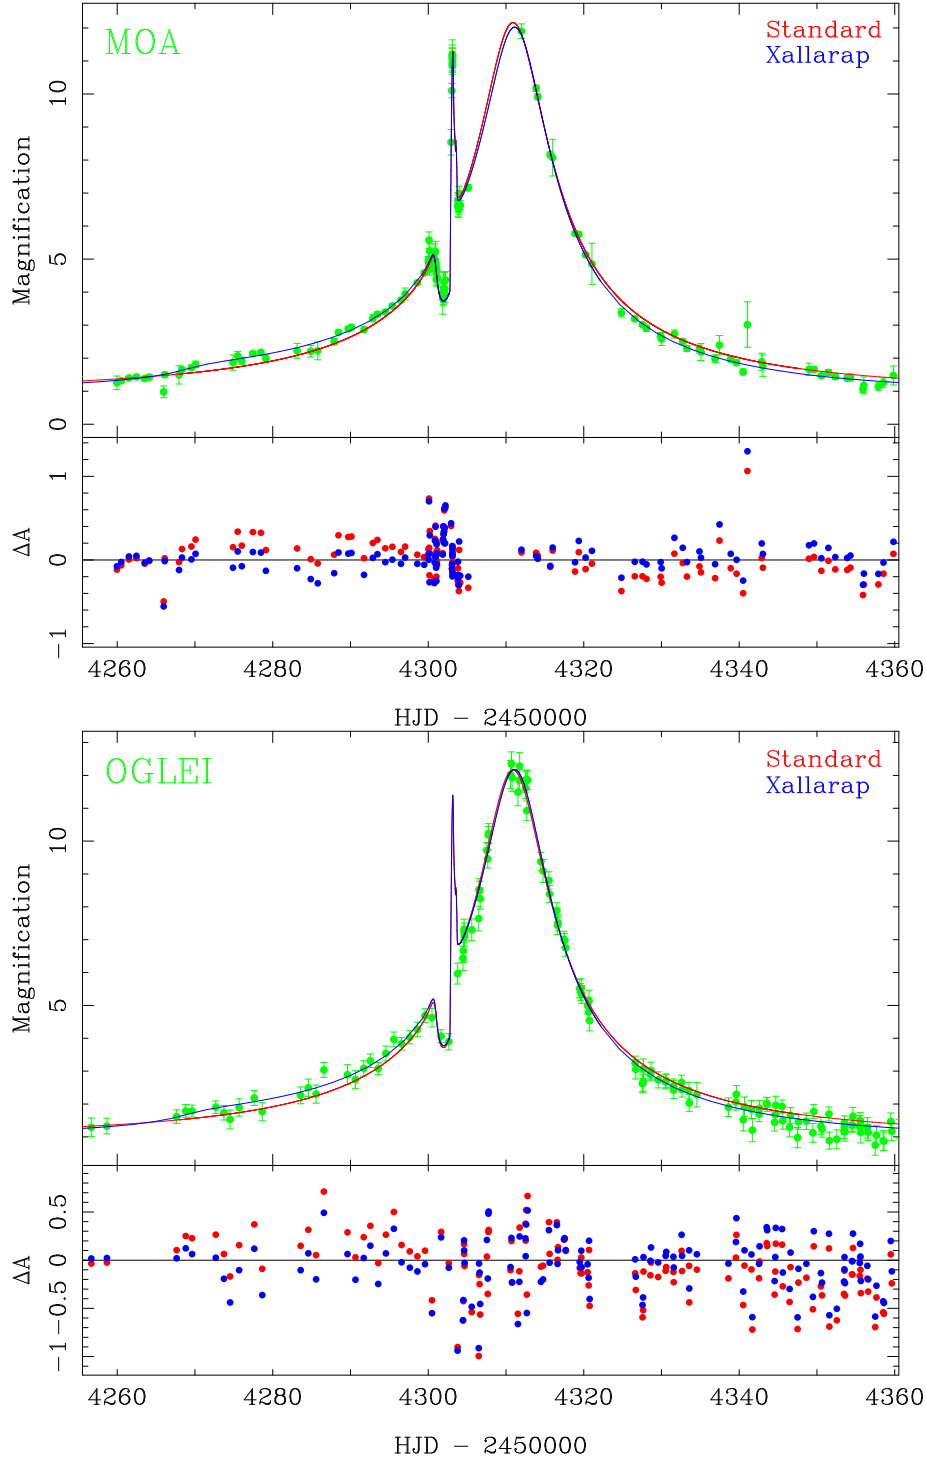 MOA
Standard
Xallarap
Magnification
10
5
0
ΔA
1
0
−1
4260 4280 4300 4320 4340 4360
HJD − 2450000
OGLEI
Standard
Xallarap
Magnification
10
5
ΔA
0.5
0
−0.5
−1
4260 4280 4300 4320 4340 4360
HJD − 2450000